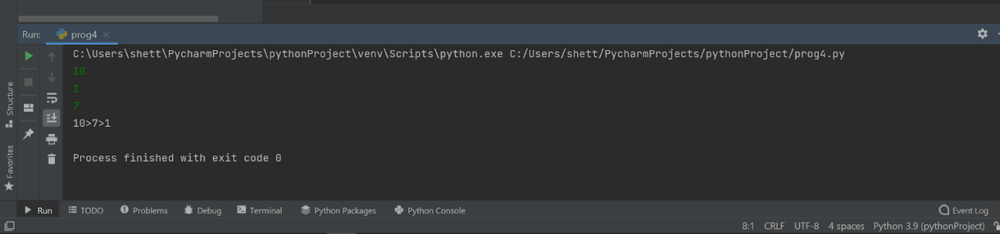 Run: prog4
C:\Users\shett\PycharmProjects\pythonProject\venv\Scripts\python.exe C:/Users/shett/PycharmProjects/pythonProject/prog4.py
10
1
7
10>7>1
Process finished with exit code 0
Structure
Favorites
Run TODO Problems Debug Terminal Python Packages Python Console Event Log
8:1 CRLF UTF-8 4 spaces Python 3.9 (pythonProject)